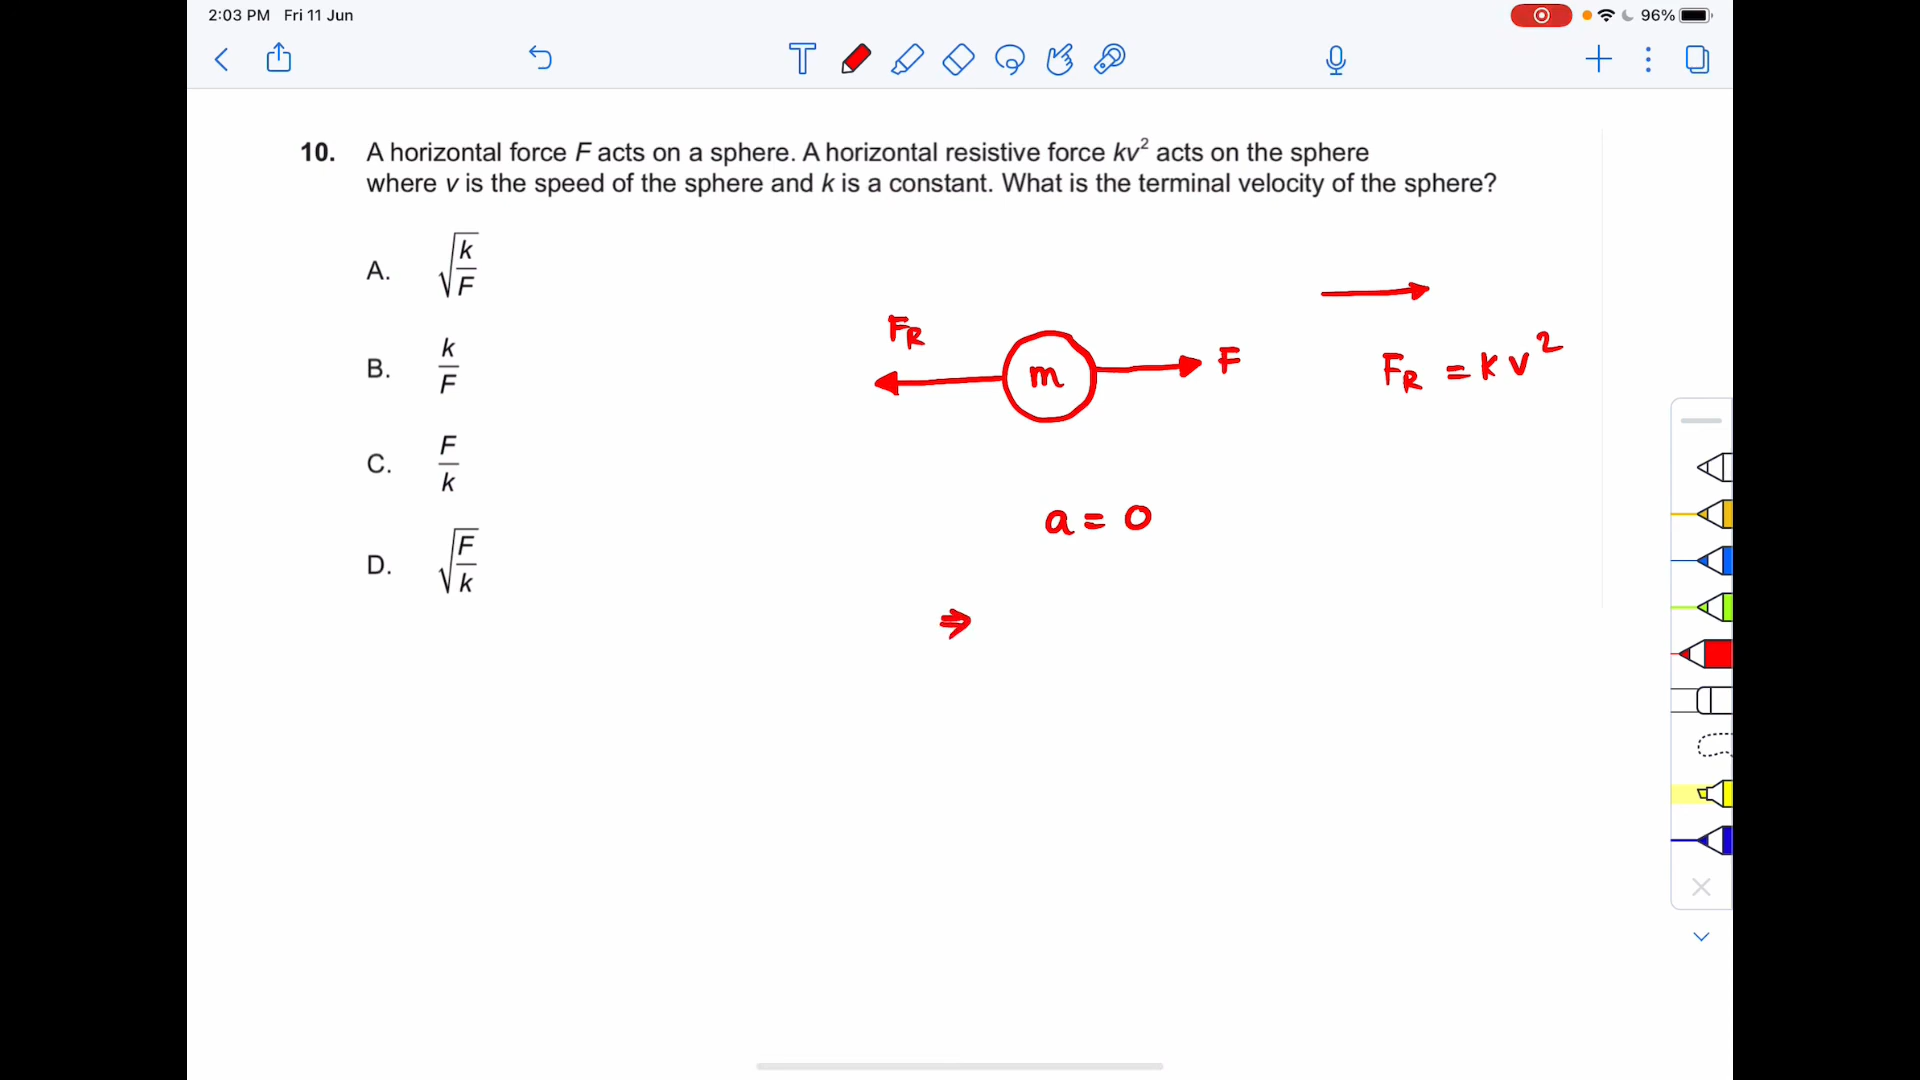 2:03 PM Fri 11 Jun
96%
T
10. A horizontal force F acts on a sphere. A horizontal resistive force kv² acts on the sphere
where v is the speed of the sphere and k is a constant. What is the terminal velocity of the sphere?
A. √(k/F)
B. k/F
C. F/k
D. √(F/k)
F_R
m
F
F_R = kv²
a = 0
⇒